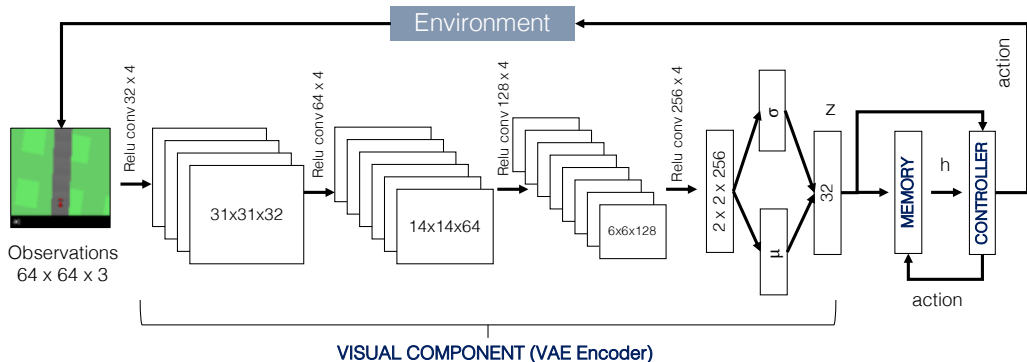 Environment
action
Relu conv 32 x 4
Relu conv 64 x 4
Relu conv 128 x 4
Relu conv 256 x 4
31x31x32
14x14x64
6x6x128
2 x 2 x 256
σ
μ
Z
32
MEMORY
h
CONTROLLER
action
Observations
64 x 64 x 3
VISUAL COMPONENT (VAE Encoder)